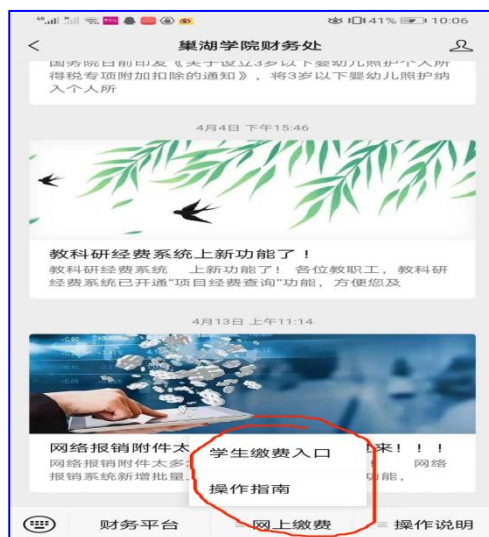 41% 10:06
巢湖学院财务处
国务院日前印发《关于设立3岁以下婴幼儿照护个人所
得税专项附加扣除的通知》，将3岁以下婴幼儿照护纳
入个人所
4月4日 下午15:46
教科研经费系统上新功能了！
教科研经费系统 上新功能了！ 各位教职工，教科研
经费系统已开通“项目经费查询”功能，方便您及
4月13日 上午11:14
网络报销附件太 来！！！
网络报销附件太多 ！ 网络
报销系统新增批量 功能，
学生缴费入口
操作指南
财务平台 网上缴费 操作说明